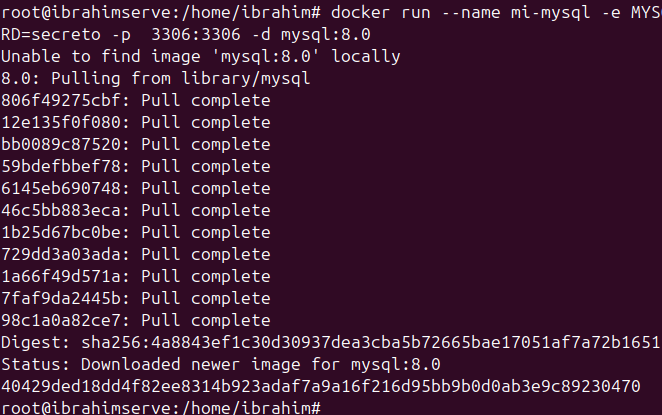 root@ibrahimserve:/home/ibrahim# docker run --name mi-mysql -e MYS
RD=secreto -p  3306:3306 -d mysql:8.0
Unable to find image 'mysql:8.0' locally
8.0: Pulling from library/mysql
806f49275cbf: Pull complete
12e135f0f080: Pull complete
bb0089c87520: Pull complete
59bdefbbef78: Pull complete
6145eb690748: Pull complete
46c5bb883eca: Pull complete
1b25d67bc0be: Pull complete
729dd3a03ada: Pull complete
1a66f49d571a: Pull complete
7faf9da2445b: Pull complete
98c1a0a82ce7: Pull complete
Digest: sha256:4a8843ef1c30d30937dea3cba5b72665bae17051af7a72b1651
Status: Downloaded newer image for mysql:8.0
40429ded18dd4f82ee8314b923adaf7a9a16f216d95bb9b0d0ab3e9c89230470
root@ibrahimserve:/home/ibrahim#